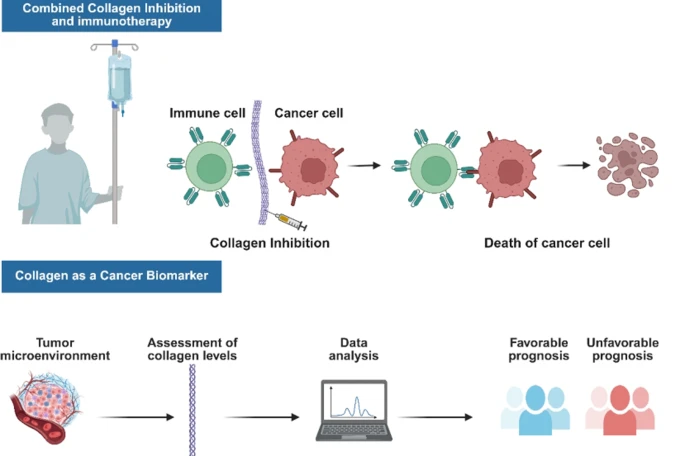 Combined Collagen Inhibition
and immunotherapy
Immune cell
Cancer cell
Collagen Inhibition
Death of cancer cell
Collagen as a Cancer Biomarker
Tumor
microenvironment
Assessment of
collagen levels
Data
analysis
Favorable
prognosis
Unfavorable
prognosis